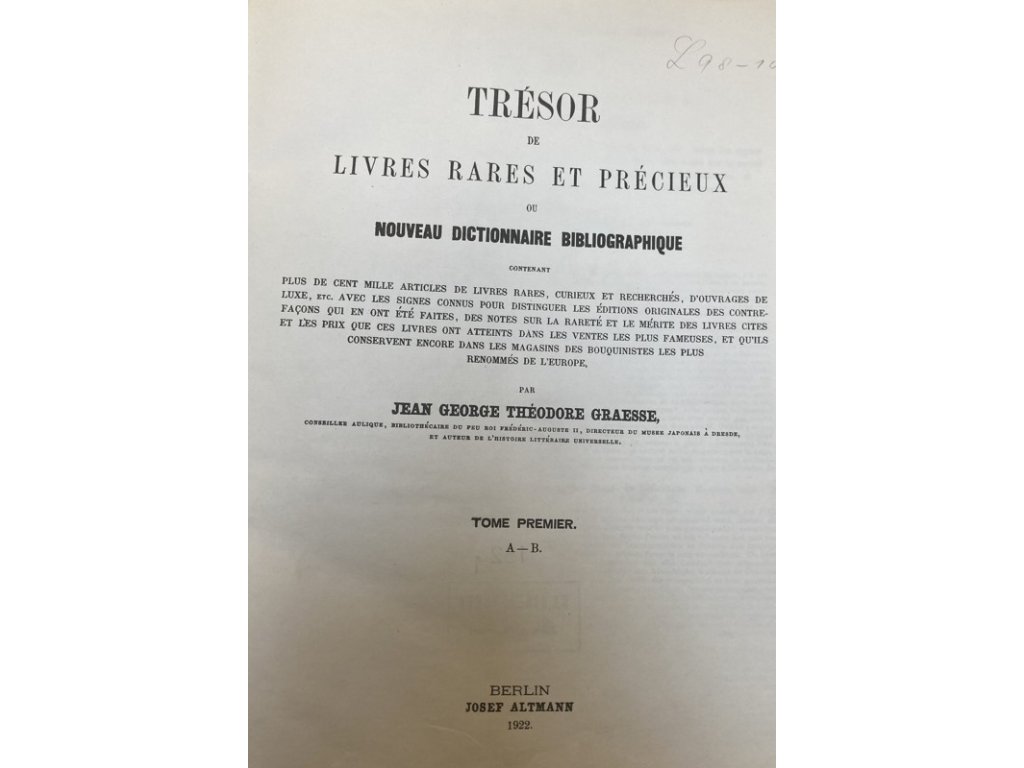 L 98-10
TRÉSOR
DE
LIVRES RARES ET PRÉCIEUX
OU
NOUVEAU DICTIONNAIRE BIBLIOGRAPHIQUE
CONTENANT
PLUS DE CENT MILLE ARTICLES DE LIVRES RARES, CURIEUX ET RECHERCHÉS, D'OUVRAGES DE
LUXE, ETC. AVEC LES SIGNES CONNUS POUR DISTINGUER LES ÉDITIONS ORIGINALES DES CONTRE-
FAÇONS QUI EN ONT ÉTÉ FAITES, DES NOTES SUR LA RARETÉ ET LE MÉRITE DES LIVRES CITES
ET LES PRIX QUE CES LIVRES ONT ATTEINTS DANS LES VENTES LES PLUS FAMEUSES, ET QU'ILS
CONSERVENT ENCORE DANS LES MAGASINS DES BOUQUINISTES LES PLUS
RENOMMÉS DE L'EUROPE,
PAR
JEAN GEORGE THÉODORE GRAESSE,
CONSEILLER AULIQUE, BIBLIOTHÉCAIRE DU FEU ROI FRÉDÉRIC-AUGUSTE II, DIRECTEUR DU MUSEE JAPONAIS À DRESDE,
ET AUTEUR DE L'HISTOIRE LITTÉRAIRE UNIVERSELLE.
TOME PREMIER.
A—B.
BERLIN
JOSEF ALTMANN
1922.